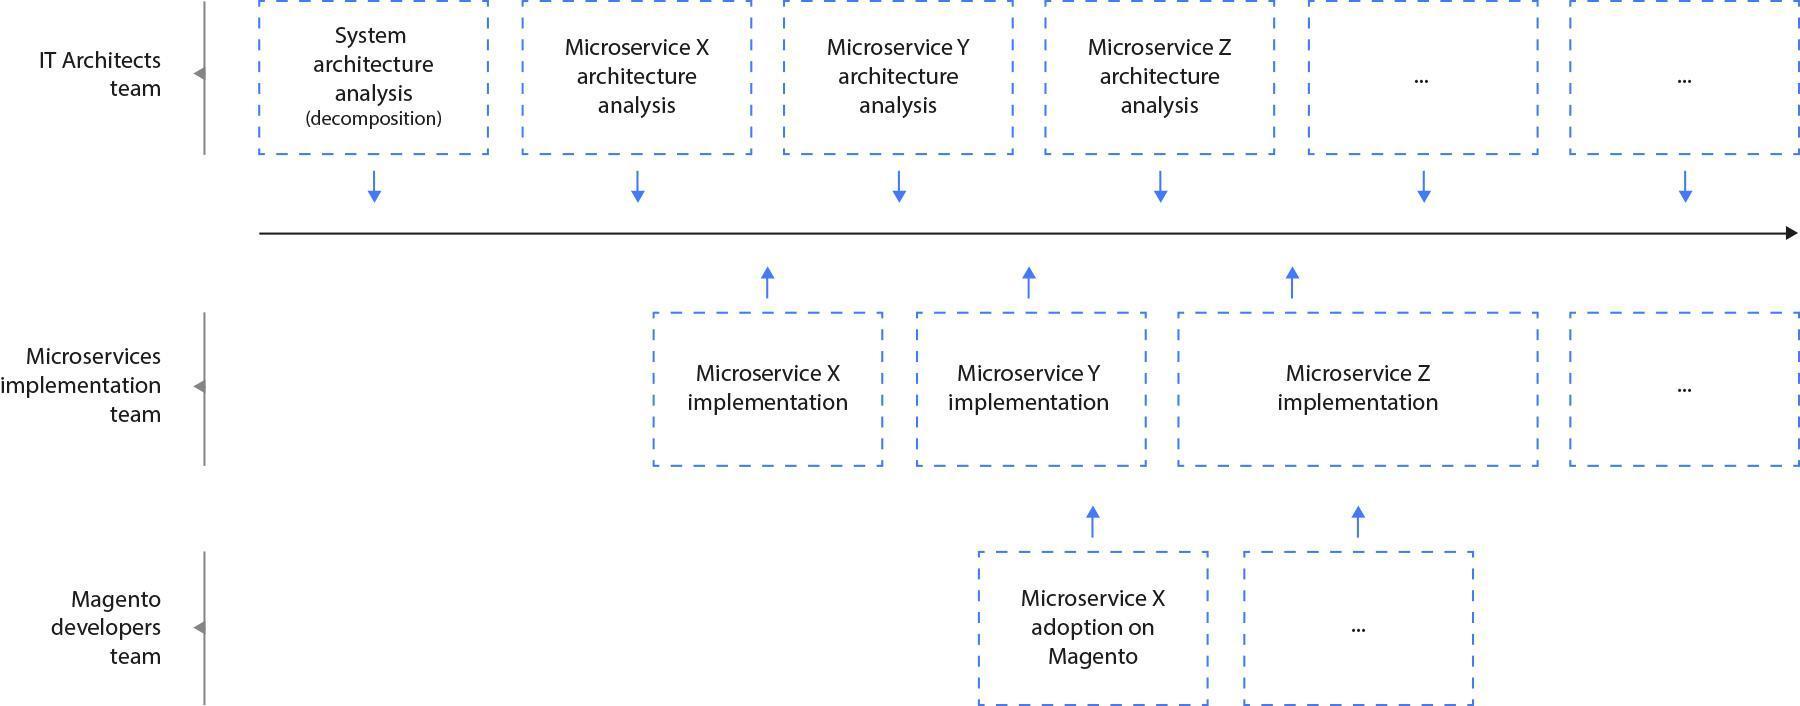 IT Architects
team
System
architecture
analysis
(decomposition)
Microservice X
architecture
analysis
Microservice Y
architecture
analysis
Microservice Z
architecture
analysis
...
...
Microservices
implementation
team
Microservice X
implementation
Microservice Y
implementation
Microservice Z
implementation
...
Magento
developers
team
Microservice X
adoption on
Magento
...